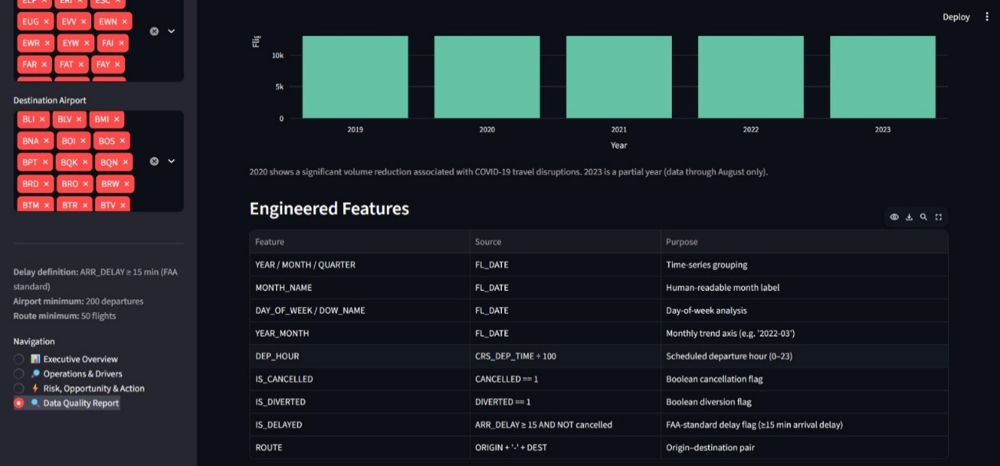 ELP × ERI × ESC ×
EUG × EVV × EWN ×
EWR × EYW × FAI ×
FAR × FAT × FAY ×
Destination Airport
BLI × BLV × BMI ×
BNA × BOI × BOS ×
BPT × BQK × BQN ×
BRD × BRO × BRW ×
BTM × BTR × BTV ×
Delay definition: ARR_DELAY ≥ 15 min (FAA
standard)
Airport minimum: 200 departures
Route minimum: 50 flights
Navigation
Executive Overview
Operations & Drivers
Risk, Opportunity & Action
Data Quality Report
Deploy
10k
5k
0
2019 2020 2021 2022 2023
Year
2020 shows a significant volume reduction associated with COVID-19 travel disruptions. 2023 is a partial year (data through August only).
Engineered Features
Feature Source Purpose
YEAR / MONTH / QUARTER FL_DATE Time-series grouping
MONTH_NAME FL_DATE Human-readable month label
DAY_OF_WEEK / DOW_NAME FL_DATE Day-of-week analysis
YEAR_MONTH FL_DATE Monthly trend axis (e.g. '2022-03')
DEP_HOUR CRS_DEP_TIME ÷ 100 Scheduled departure hour (0–23)
IS_CANCELLED CANCELLED == 1 Boolean cancellation flag
IS_DIVERTED DIVERTED == 1 Boolean diversion flag
IS_DELAYED ARR_DELAY ≥ 15 AND NOT cancelled FAA-standard delay flag (≥15 min arrival delay)
ROUTE ORIGIN + '-' + DEST Origin–destination pair